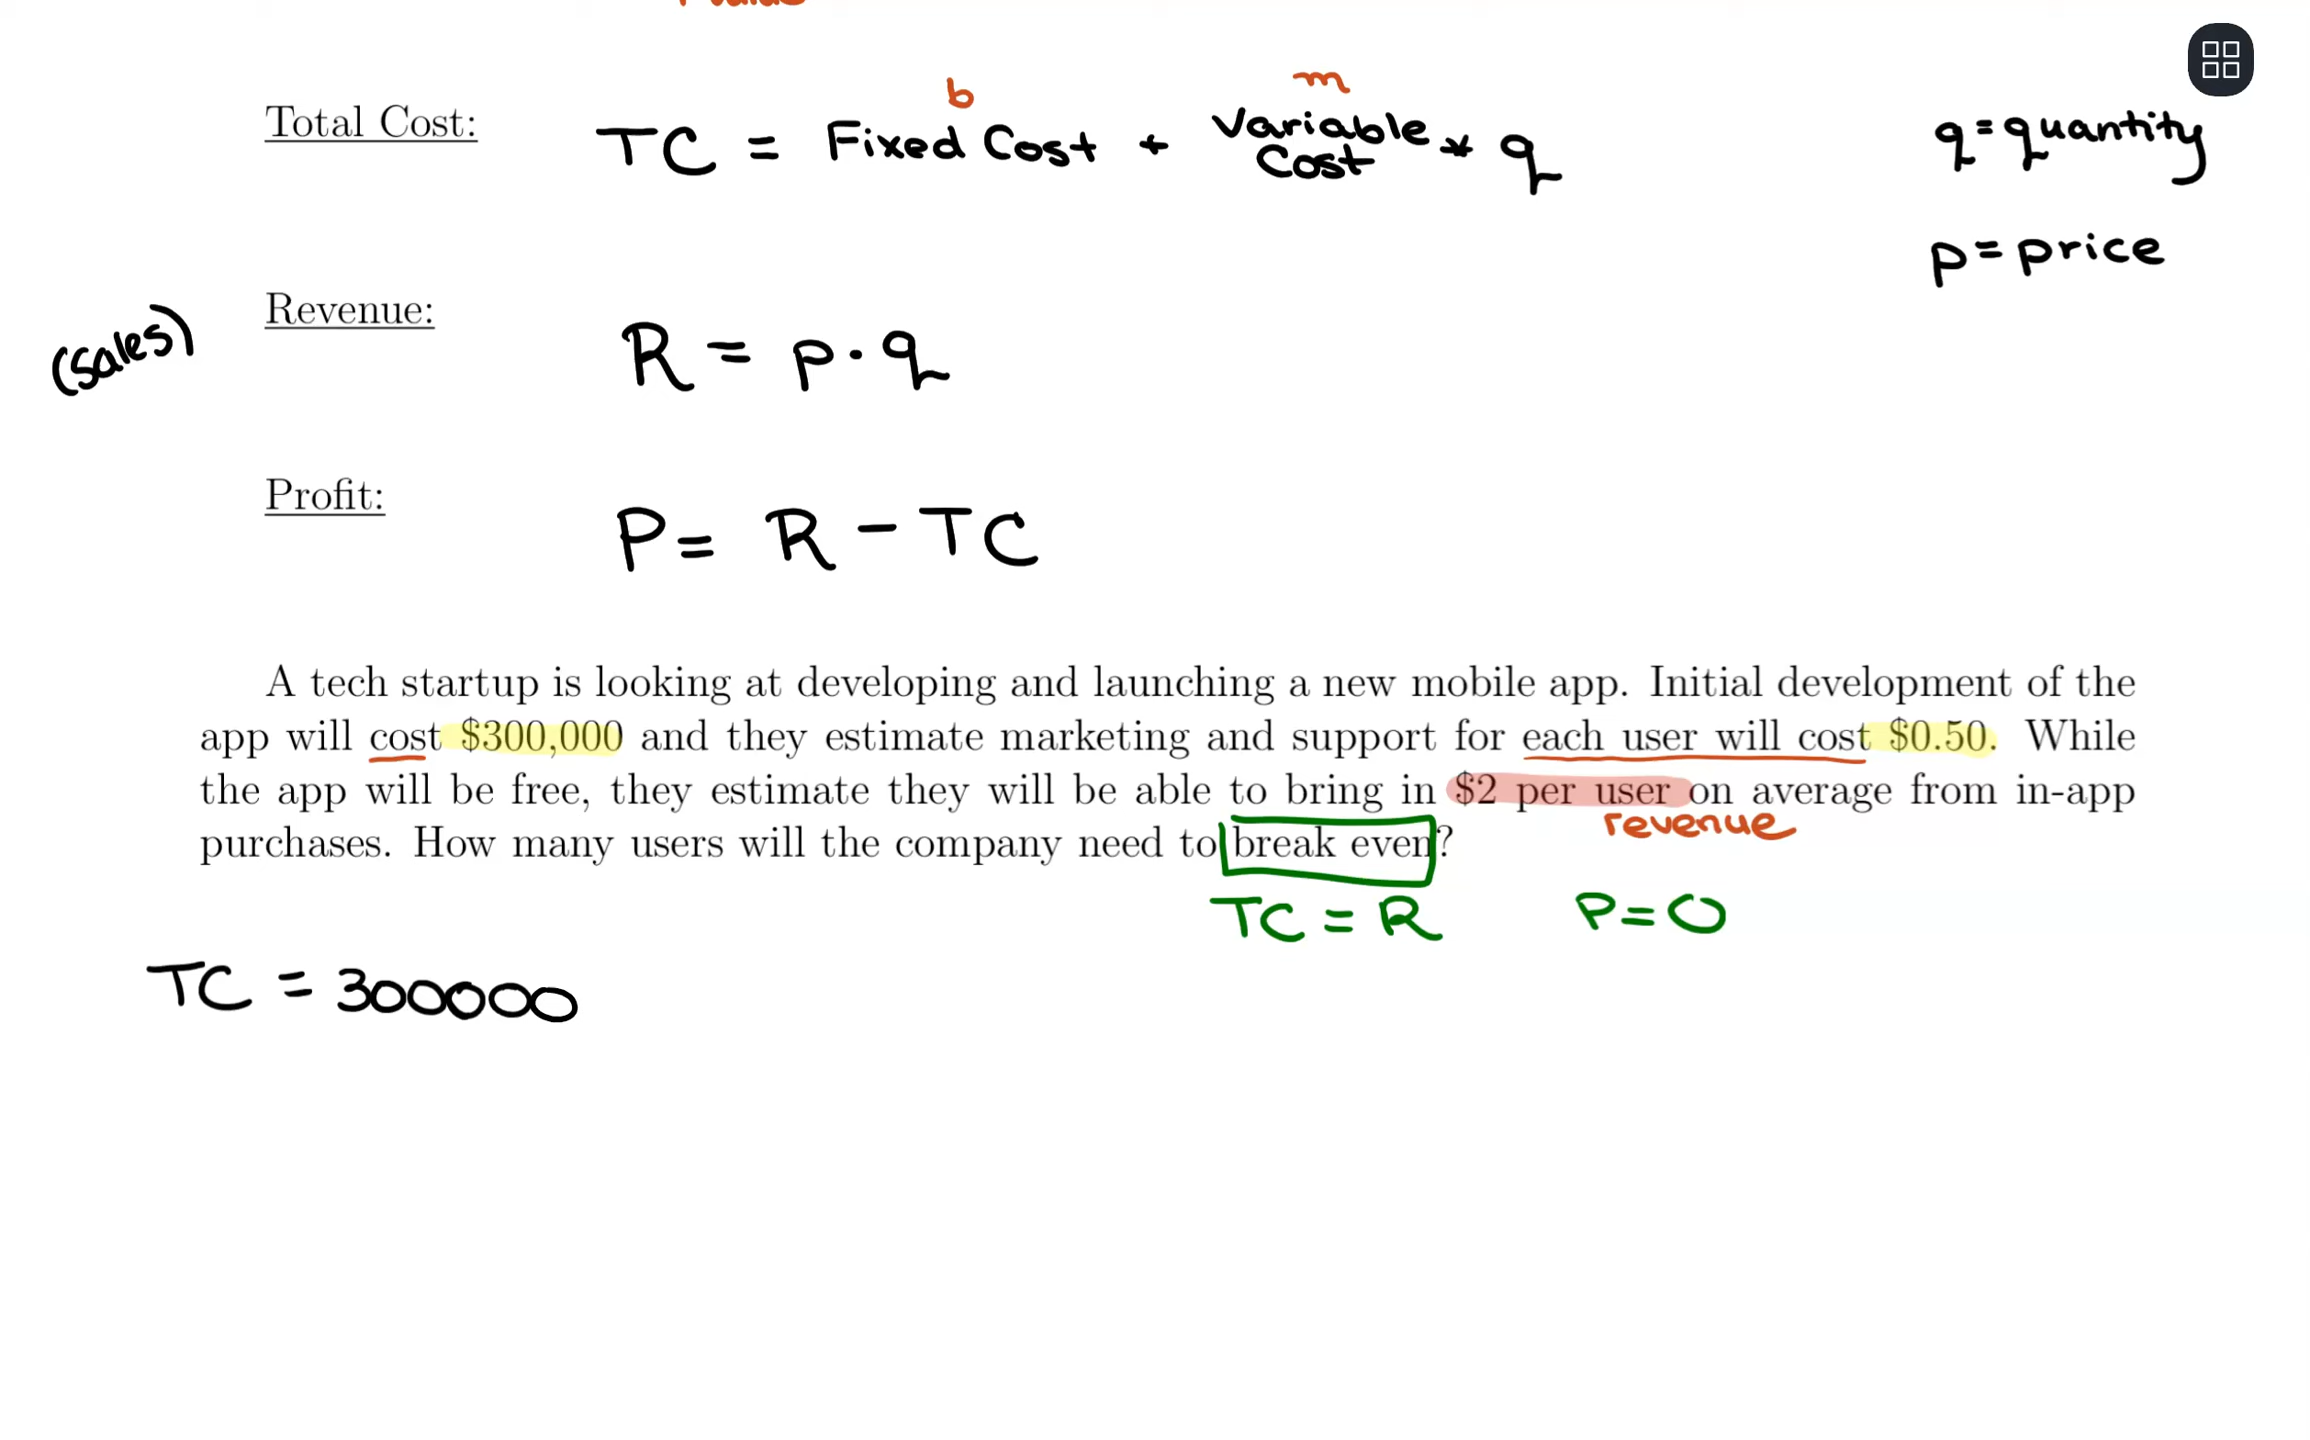 Total Cost:
b
m
TC = Fixed Cost + Variable Cost * q
q = quantity
p = price
(sales)
Revenue:
R = p · q
Profit:
P = R - TC
A tech startup is looking at developing and launching a new mobile app. Initial development of the
app will cost $300,000 and they estimate marketing and support for each user will cost $0.50. While
the app will be free, they estimate they will be able to bring in $2 per user on average from in-app
revenue
purchases. How many users will the company need to break even?
TC = R
P = 0
TC = 300000